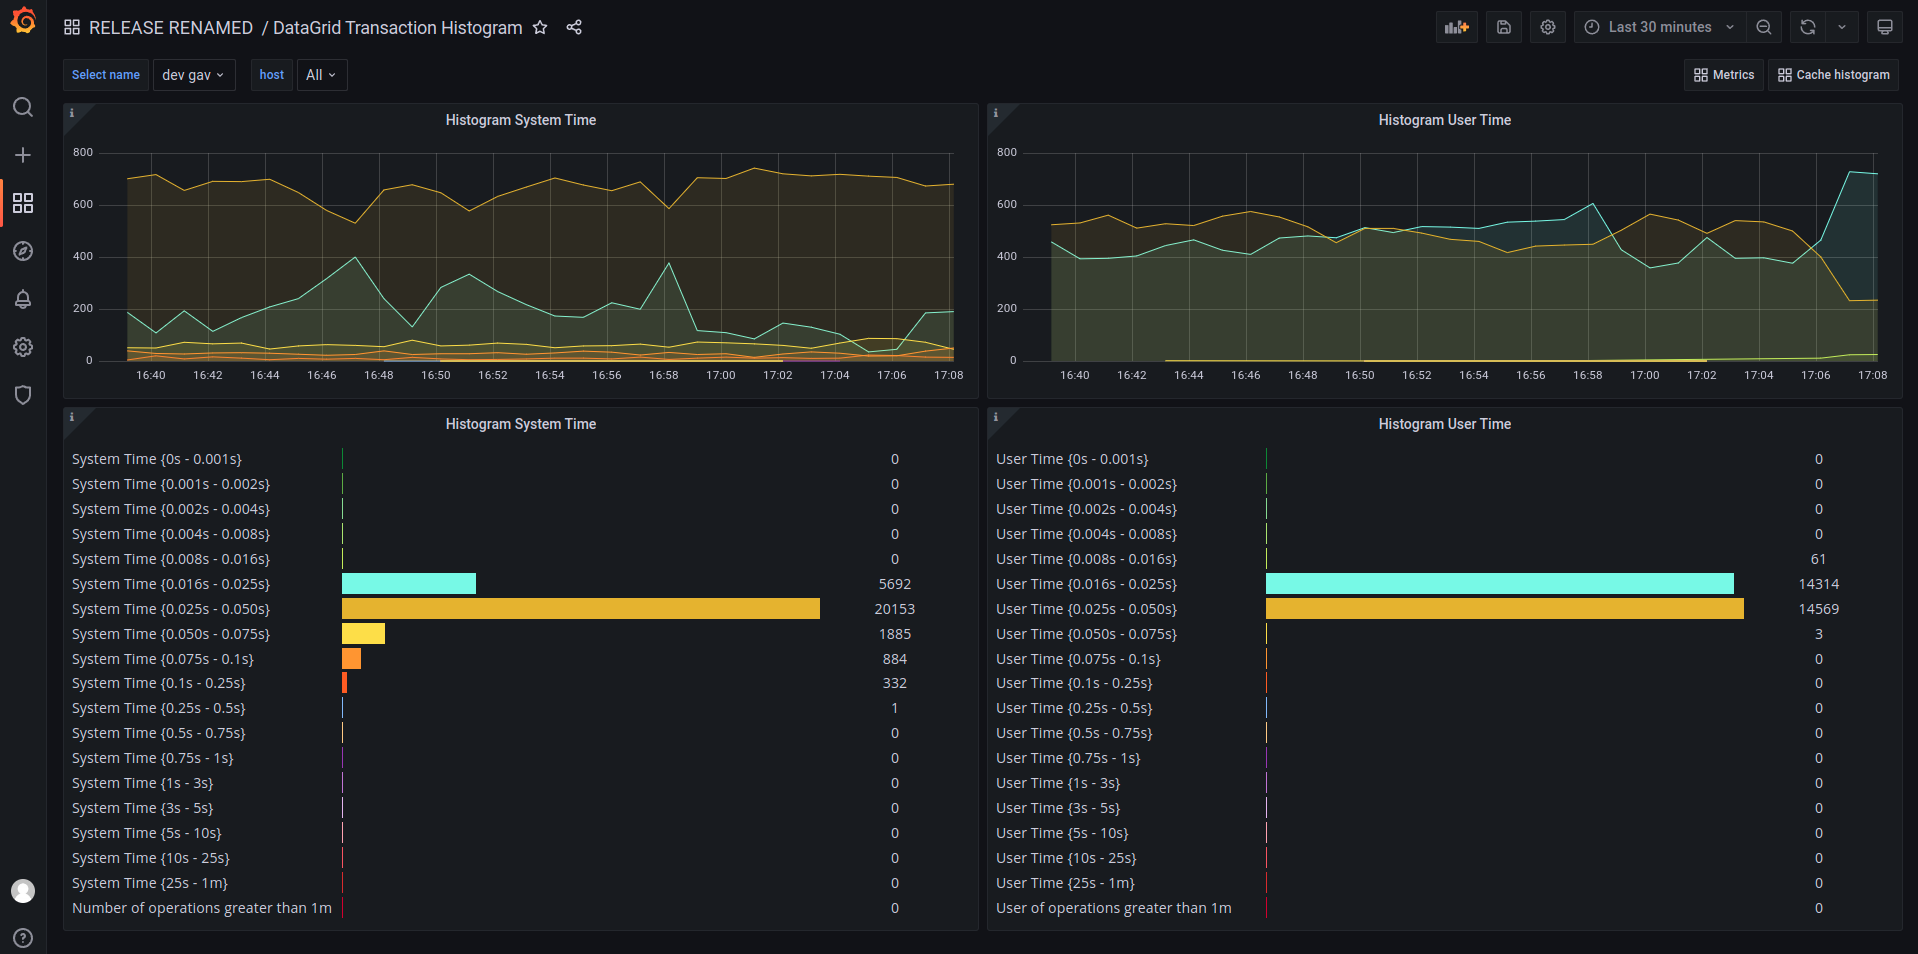 RELEASE RENAMED / DataGrid Transaction Histogram
Last 30 minutes
Select name dev gav host All
Metrics Cache histogram
Histogram System Time
800
600
400
200
0
16:40 16:42 16:44 16:46 16:48 16:50 16:52 16:54 16:56 16:58 17:00 17:02 17:04 17:06 17:08
Histogram User Time
800
600
400
200
0
16:40 16:42 16:44 16:46 16:48 16:50 16:52 16:54 16:56 16:58 17:00 17:02 17:04 17:06 17:08
Histogram System Time
System Time {0s - 0.001s} 0
System Time {0.001s - 0.002s} 0
System Time {0.002s - 0.004s} 0
System Time {0.004s - 0.008s} 0
System Time {0.008s - 0.016s} 0
System Time {0.016s - 0.025s} 5692
System Time {0.025s - 0.050s} 20153
System Time {0.050s - 0.075s} 1885
System Time {0.075s - 0.1s} 884
System Time {0.1s - 0.25s} 332
System Time {0.25s - 0.5s} 1
System Time {0.5s - 0.75s} 0
System Time {0.75s - 1s} 0
System Time {1s - 3s} 0
System Time {3s - 5s} 0
System Time {5s - 10s} 0
System Time {10s - 25s} 0
System Time {25s - 1m} 0
Number of operations greater than 1m 0
Histogram User Time
User Time {0s - 0.001s} 0
User Time {0.001s - 0.002s} 0
User Time {0.002s - 0.004s} 0
User Time {0.004s - 0.008s} 0
User Time {0.008s - 0.016s} 61
User Time {0.016s - 0.025s} 14314
User Time {0.025s - 0.050s} 14569
User Time {0.050s - 0.075s} 3
User Time {0.075s - 0.1s} 0
User Time {0.1s - 0.25s} 0
User Time {0.25s - 0.5s} 0
User Time {0.5s - 0.75s} 0
User Time {0.75s - 1s} 0
User Time {1s - 3s} 0
User Time {3s - 5s} 0
User Time {5s - 10s} 0
User Time {10s - 25s} 0
User Time {25s - 1m} 0
User of operations greater than 1m 0